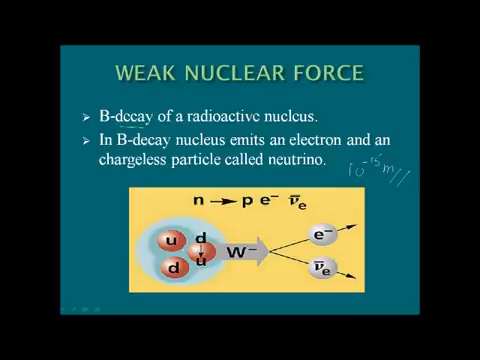 WEAK NUCLEAR FORCE
➢ B-decay of a radioactive nucleus.
➢ In B-decay nucleus emits an electron and an
chargeless particle called neutrino.
10⁻¹⁵m//
n → p e⁻ ν̅ₑ
u d
u
d
W⁻
e⁻
ν̅ₑ